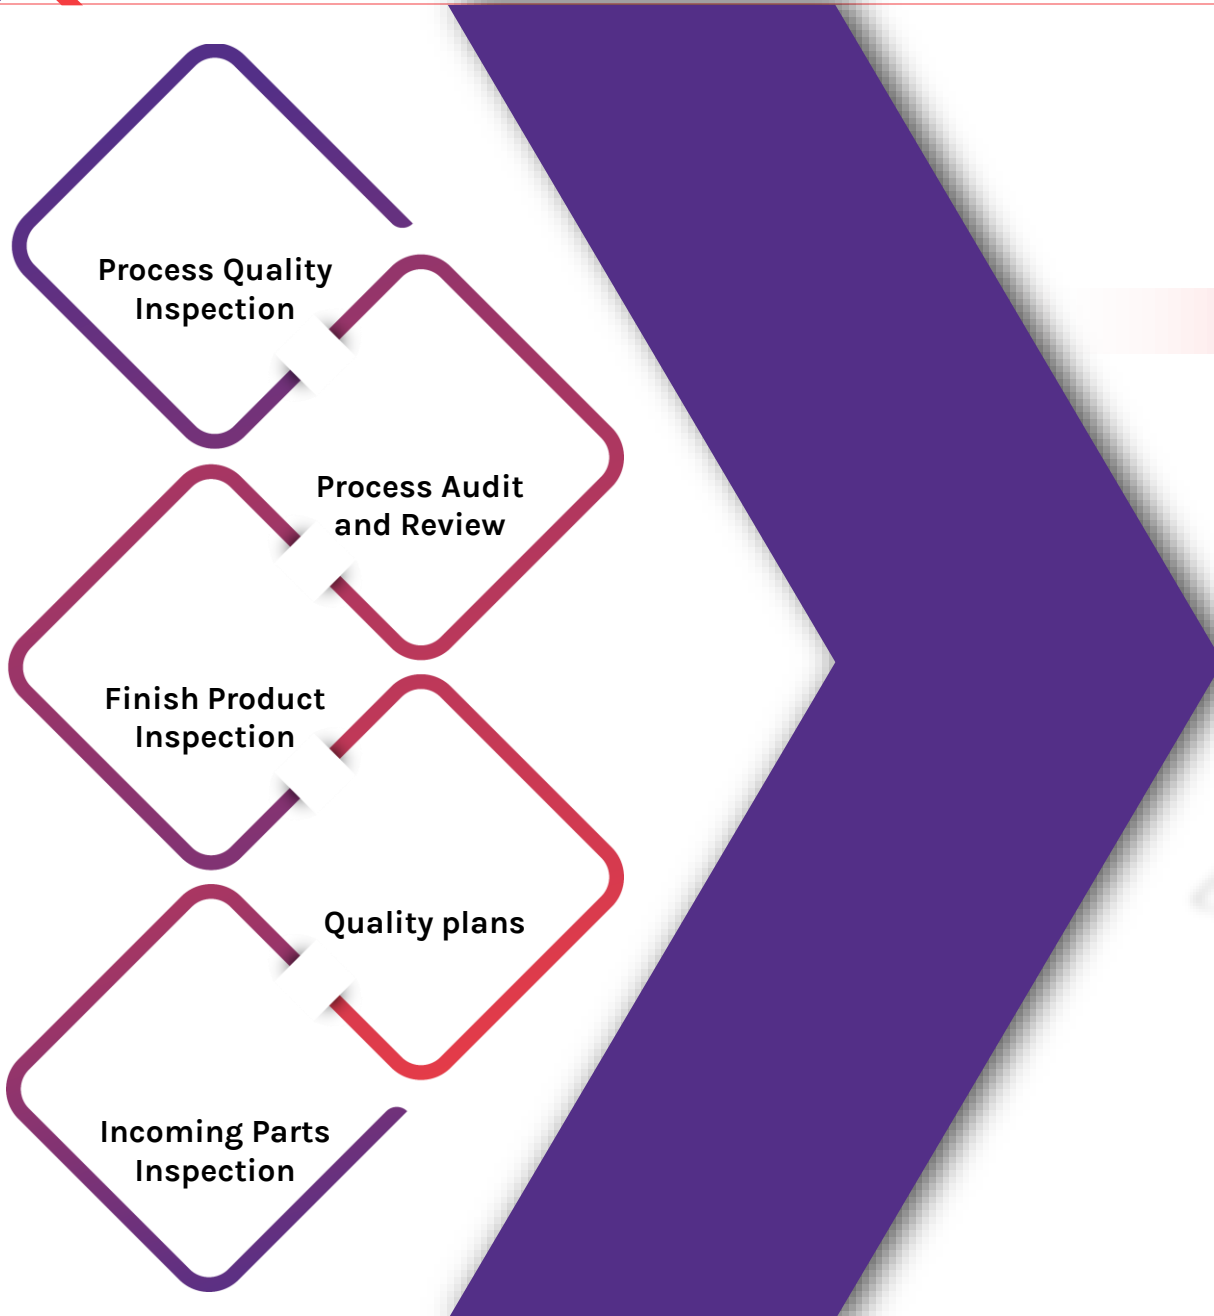 Process Quality
Inspection
Process Audit
and Review
Finish Product
Inspection
Quality plans
Incoming Parts
Inspection